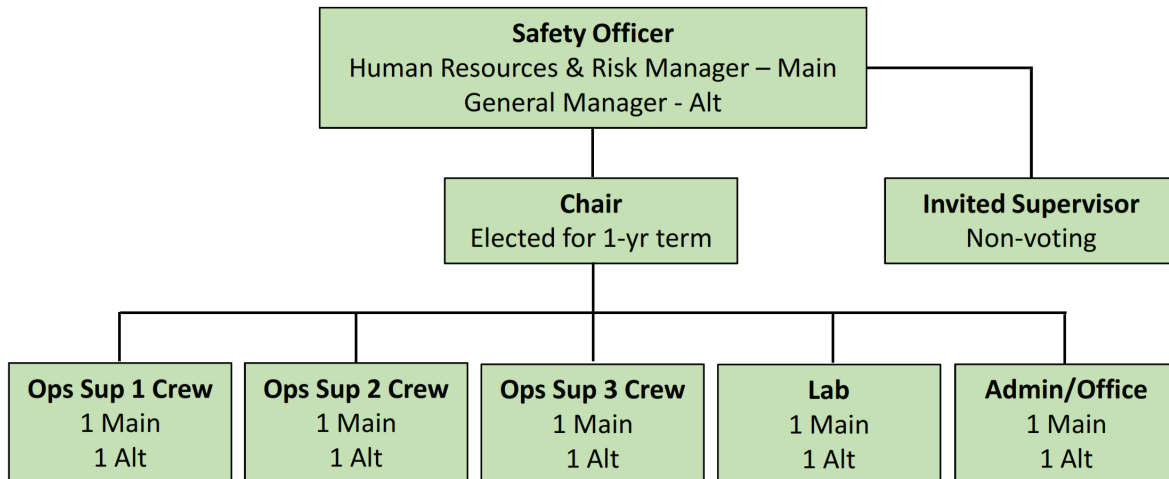 Safety Officer
Human Resources & Risk Manager – Main
General Manager - Alt
Chair
Elected for 1-yr term
Invited Supervisor
Non-voting
Ops Sup 1 Crew
1 Main
1 Alt
Ops Sup 2 Crew
1 Main
1 Alt
Ops Sup 3 Crew
1 Main
1 Alt
Lab
1 Main
1 Alt
Admin/Office
1 Main
1 Alt